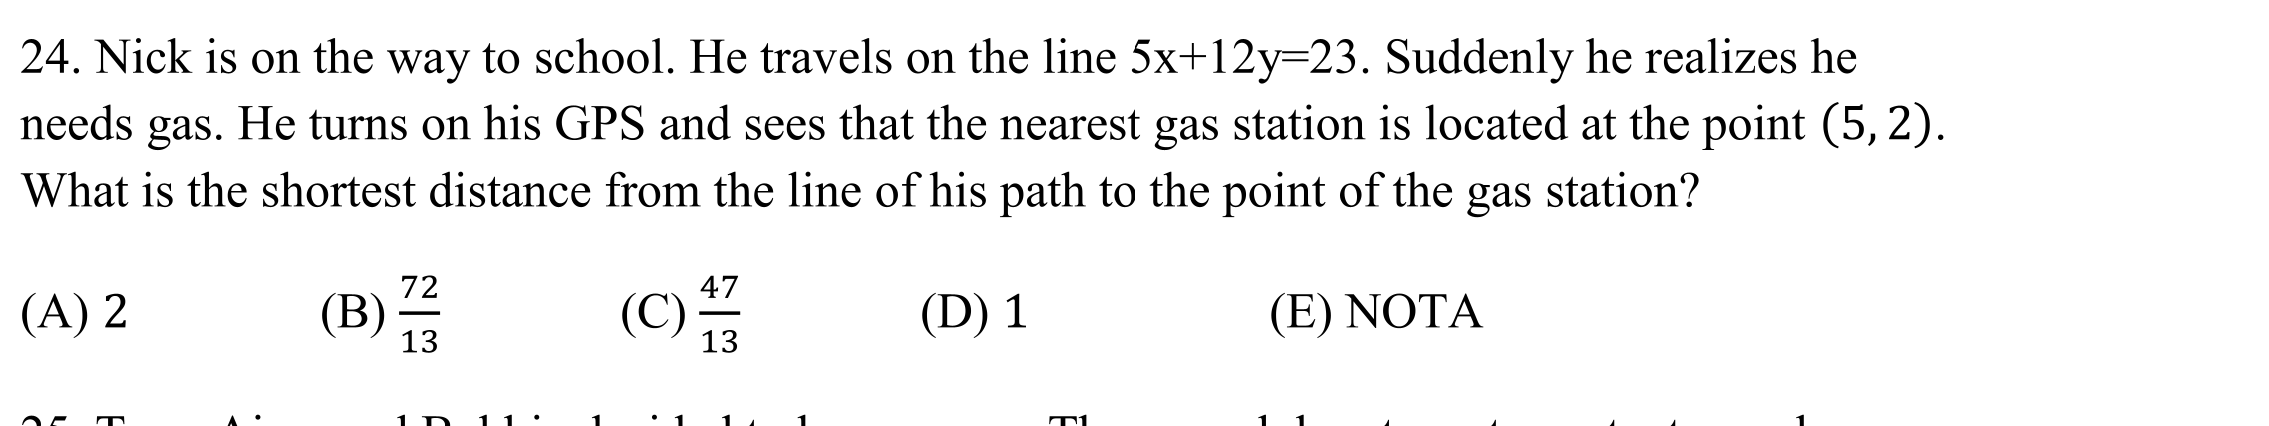 24. Nick is on the way to school. He travels on the line 5x+12y=23. Suddenly he realizes he
needs gas. He turns on his GPS and sees that the nearest gas station is located at the point (5, 2).
What is the shortest distance from the line of his path to the point of the gas station?
(A) 2 (B) 72/13 (C) 47/13 (D) 1 (E) NOTA